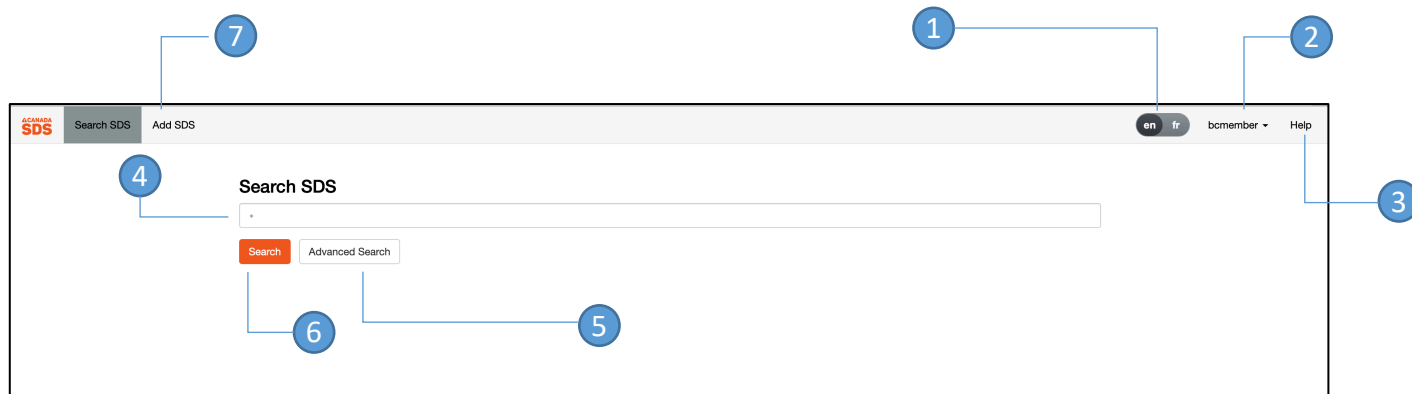 7
1
2
CANADA
SDS
Search SDS
Add SDS
en fr
bcmember
Help
4
Search SDS
*
3
Search
Advanced Search
6
5